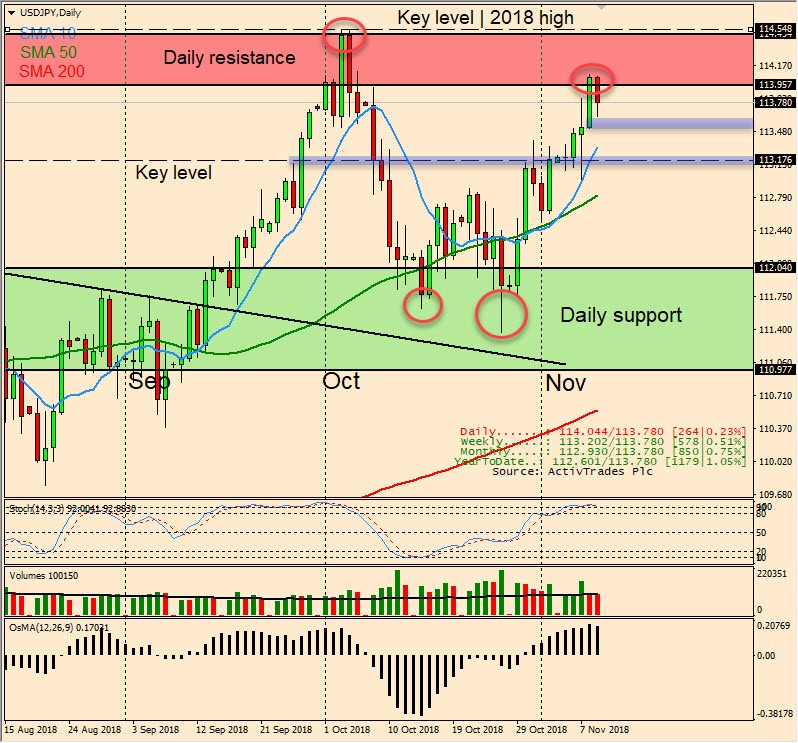 USDJPY,Daily
Key level | 2018 high
SMA 10
SMA 50
SMA 200
Daily resistance
Key level
Daily support
Sep
Oct
Nov
114.548
114.170
113.957
113.780
113.480
113.176
112.790
112.440
112.040
111.750
111.400
111.060
110.977
110.710
110.370
110.020
109.680
Daily......: 114.044/113.780 [264|0.23%]
Weekly.....: 113.202/113.780 [578|0.51%]
Monthly....: 112.930/113.780 [850|0.75%]
YearToDate..: 112.601/113.780 [1179|1.05%]
Source: ActivTrades Plc
Stoch(14,3,3) 92.0041 92.8830
100
80
50
20
Volumes 100150
220351
0
OsMA(12,26,9) 0.17031
0.20769
0.00
-0.38178
15 Aug 2018
24 Aug 2018
3 Sep 2018
12 Sep 2018
21 Sep 2018
1 Oct 2018
10 Oct 2018
19 Oct 2018
29 Oct 2018
7 Nov 2018